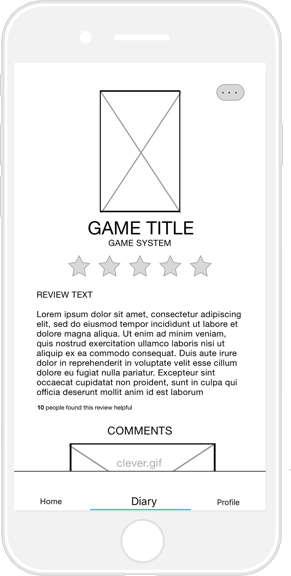 GAME TITLE
GAME SYSTEM
REVIEW TEXT
Lorem ipsum dolor sit amet, consectetur adipiscing
elit, sed do eiusmod tempor incididunt ut labore et
dolore magna aliqua. Ut enim ad minim veniam,
quis nostrud exercitation ullamco laboris nisi ut
aliquip ex ea commodo consequat. Duis aute irure
dolor in reprehenderit in voluptate velit esse cillum
dolore eu fugiat nulla pariatur. Excepteur sint
occaecat cupidatat non proident, sunt in culpa qui
officia deserunt mollit anim id est laborum
10 people found this review helpful
COMMENTS
clever.gif
Home Diary Profile